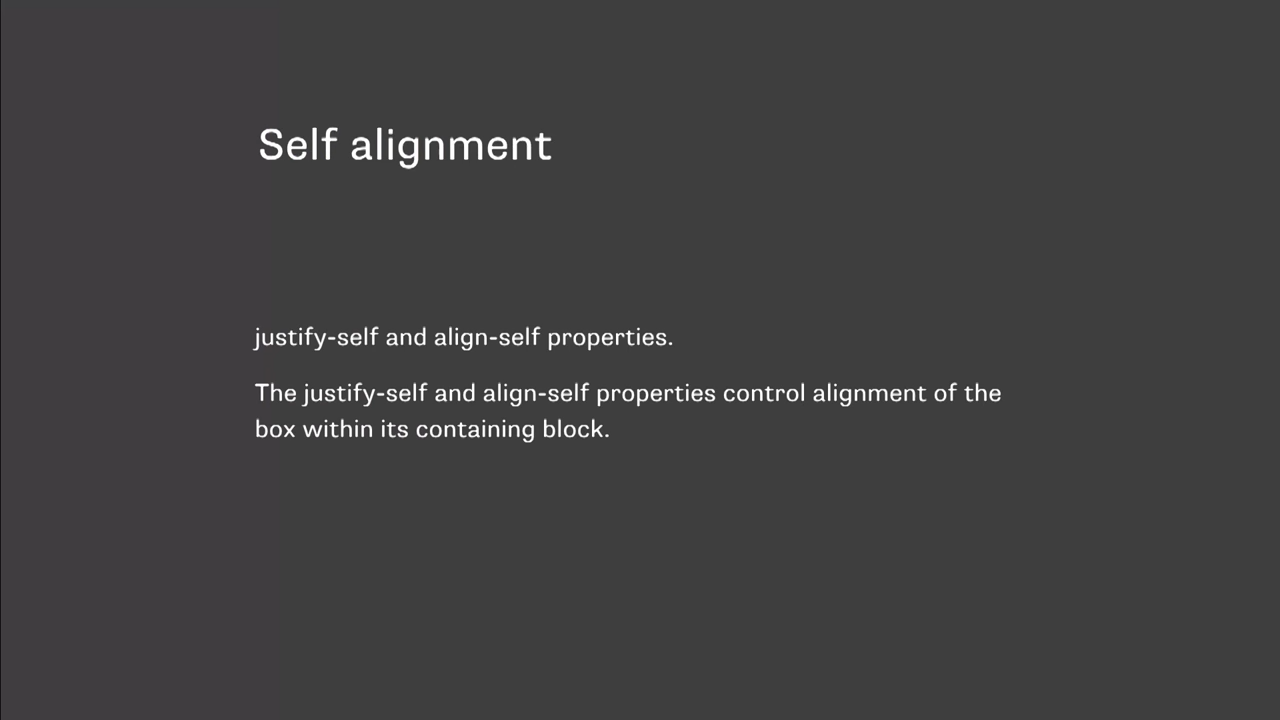 Self alignment
justify-self and align-self properties.
The justify-self and align-self properties control alignment of the
box within its containing block.